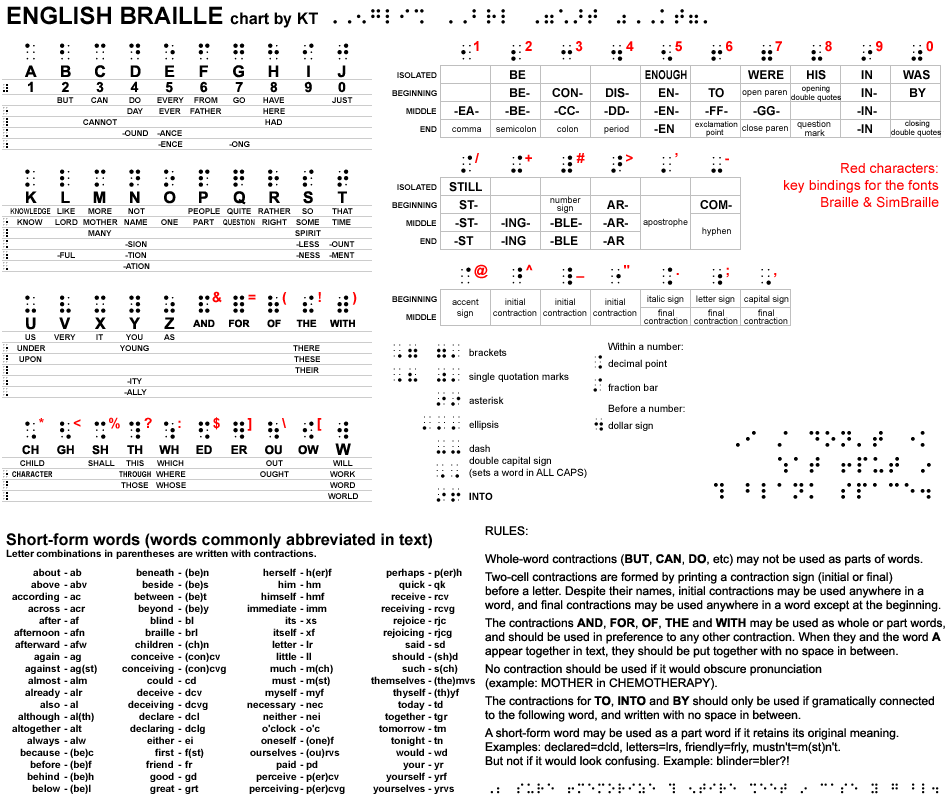 ENGLISH BRAILLE chart by KT
A B C D E F G H I J
1 2 3 4 5 6 7 8 9 0
BUT CAN DO EVERY FROM GO HAVE JUST
DAY EVER FATHER HERE
CANNOT HAD
-OUND -ANCE
-ENCE -ONG
K L M N O P Q R S T
KNOWLEDGE LIKE MORE NOT PEOPLE QUITE RATHER SO THAT
KNOW LORD MOTHER NAME ONE PART QUESTION RIGHT SOME TIME
MANY SPIRIT
-SION -LESS -OUNT
-FUL -TION -NESS -MENT
-ATION
& = ( ! )
U V X Y Z AND FOR OF THE WITH
US VERY IT YOU AS
UNDER YOUNG THERE
UPON THESE
THEIR
-ITY
-ALLY
* < % ? : $ ] \ [
CH GH SH TH WH ED ER OU OW W
CHILD SHALL THIS WHICH OUT WILL
CHARACTER THROUGH WHERE OUGHT WORK
THOSE WHOSE WORD
WORLD
1 2 3 4 5 6 7 8 9 0
ISOLATED BE ENOUGH WERE HIS IN WAS
BEGINNING BE- CON- DIS- EN- TO open paren opening double quotes IN- BY
MIDDLE -EA- -BE- -CC- -DD- -EN- -FF- -GG- -IN-
END comma semicolon colon period -EN exclamation point close paren question mark -IN closing double quotes
/ + # > ' -
ISOLATED STILL
BEGINNING ST- number sign AR- COM-
MIDDLE -ST- -ING- -BLE- -AR- apostrophe hyphen
END -ST -ING -BLE -AR
Red characters:
key bindings for the fonts
Braille & SimBraille
@ ^ _ " . ; ,
BEGINNING accent sign initial contraction initial contraction initial contraction italic sign letter sign capital sign
MIDDLE final contraction final contraction final contraction
brackets
single quotation marks
asterisk
ellipsis
dash
double capital sign
(sets a word in ALL CAPS)
INTO
Within a number:
decimal point
fraction bar
Before a number:
dollar sign
Short-form words (words commonly abbreviated in text)
Letter combinations in parentheses are written with contractions.
about - ab
above - abv
according - ac
across - acr
after - af
afternoon - afn
afterward - afw
again - ag
against - ag(st)
almost - alm
already - alr
also - al
although - al(th)
altogether - alt
always - alw
because - (be)c
before - (be)f
behind - (be)h
below - (be)l
beneath - (be)n
beside - (be)s
between - (be)t
beyond - (be)y
blind - bl
braille - brl
children - (ch)n
conceive - (con)cv
conceiving - (con)cvg
could - cd
deceive - dcv
deceiving - dcvg
declare - dcl
declaring - dclg
either - ei
first - f(st)
friend - fr
good - gd
great - grt
herself - h(er)f
him - hm
himself - hmf
immediate - imm
its - xs
itself - xf
letter - lr
little - ll
much - m(ch)
must - m(st)
myself - myf
necessary - nec
neither - nei
o'clock - o'c
oneself - (one)f
ourselves - (ou)rvs
paid - pd
perceive - p(er)cv
perceiving - p(er)cvg
perhaps - p(er)h
quick - qk
receive - rcv
receiving - rcvg
rejoice - rjc
rejoicing - rjcg
said - sd
should - (sh)d
such - s(ch)
themselves - (the)mvs
thyself - (th)yf
today - td
together - tgr
tomorrow - tm
tonight - tn
would - wd
your - yr
yourself - yrf
yourselves - yrvs
RULES:
Whole-word contractions (BUT, CAN, DO, etc) may not be used as parts of words.
Two-cell contractions are formed by printing a contraction sign (initial or final)
before a letter. Despite their names, initial contractions may be used anywhere in a
word, and final contractions may be used anywhere in a word except at the beginning.
The contractions AND, FOR, OF, THE and WITH may be used as whole or part words,
and should be used in preference to any other contraction. When they and the word A
appear together in text, they should be put together with no space in between.
No contraction should be used if it would obscure pronunciation
(example: MOTHER in CHEMOTHERAPY).
The contractions for TO, INTO and BY should only be used if gramatically connected
to the following word, and written with no space in between.
A short-form word may be used as a part word if it retains its original meaning.
Examples: declared=dcld, letters=lrs, friendly=frly, mustn't=m(st)n't.
But not if it would look confusing. Example: blinder=bler?!